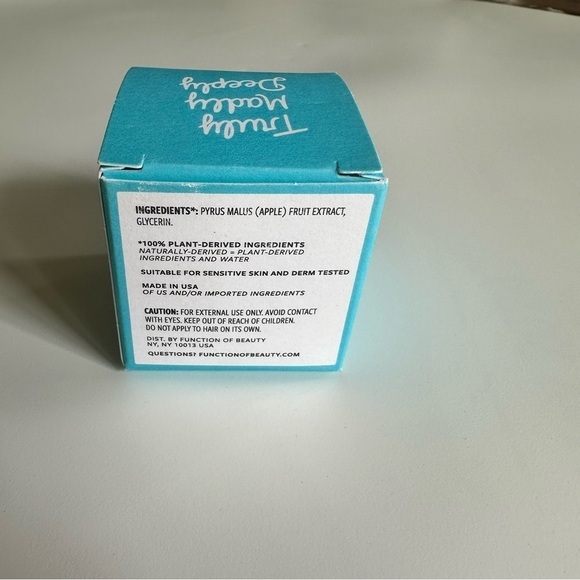 Truly
Madly
Deeply
INGREDIENTS*: PYRUS MALUS (APPLE) FRUIT EXTRACT,
GLYCERIN.
*100% PLANT-DERIVED INGREDIENTS
NATURALLY-DERIVED = PLANT-DERIVED
INGREDIENTS AND WATER
SUITABLE FOR SENSITIVE SKIN AND DERM TESTED
MADE IN USA
OF US AND/OR IMPORTED INGREDIENTS
CAUTION: FOR EXTERNAL USE ONLY. AVOID CONTACT
WITH EYES. KEEP OUT OF REACH OF CHILDREN.
DO NOT APPLY TO HAIR ON ITS OWN.
DIST. BY FUNCTION OF BEAUTY
NY, NY 10013 USA
QUESTIONS? FUNCTIONOFBEAUTY.COM